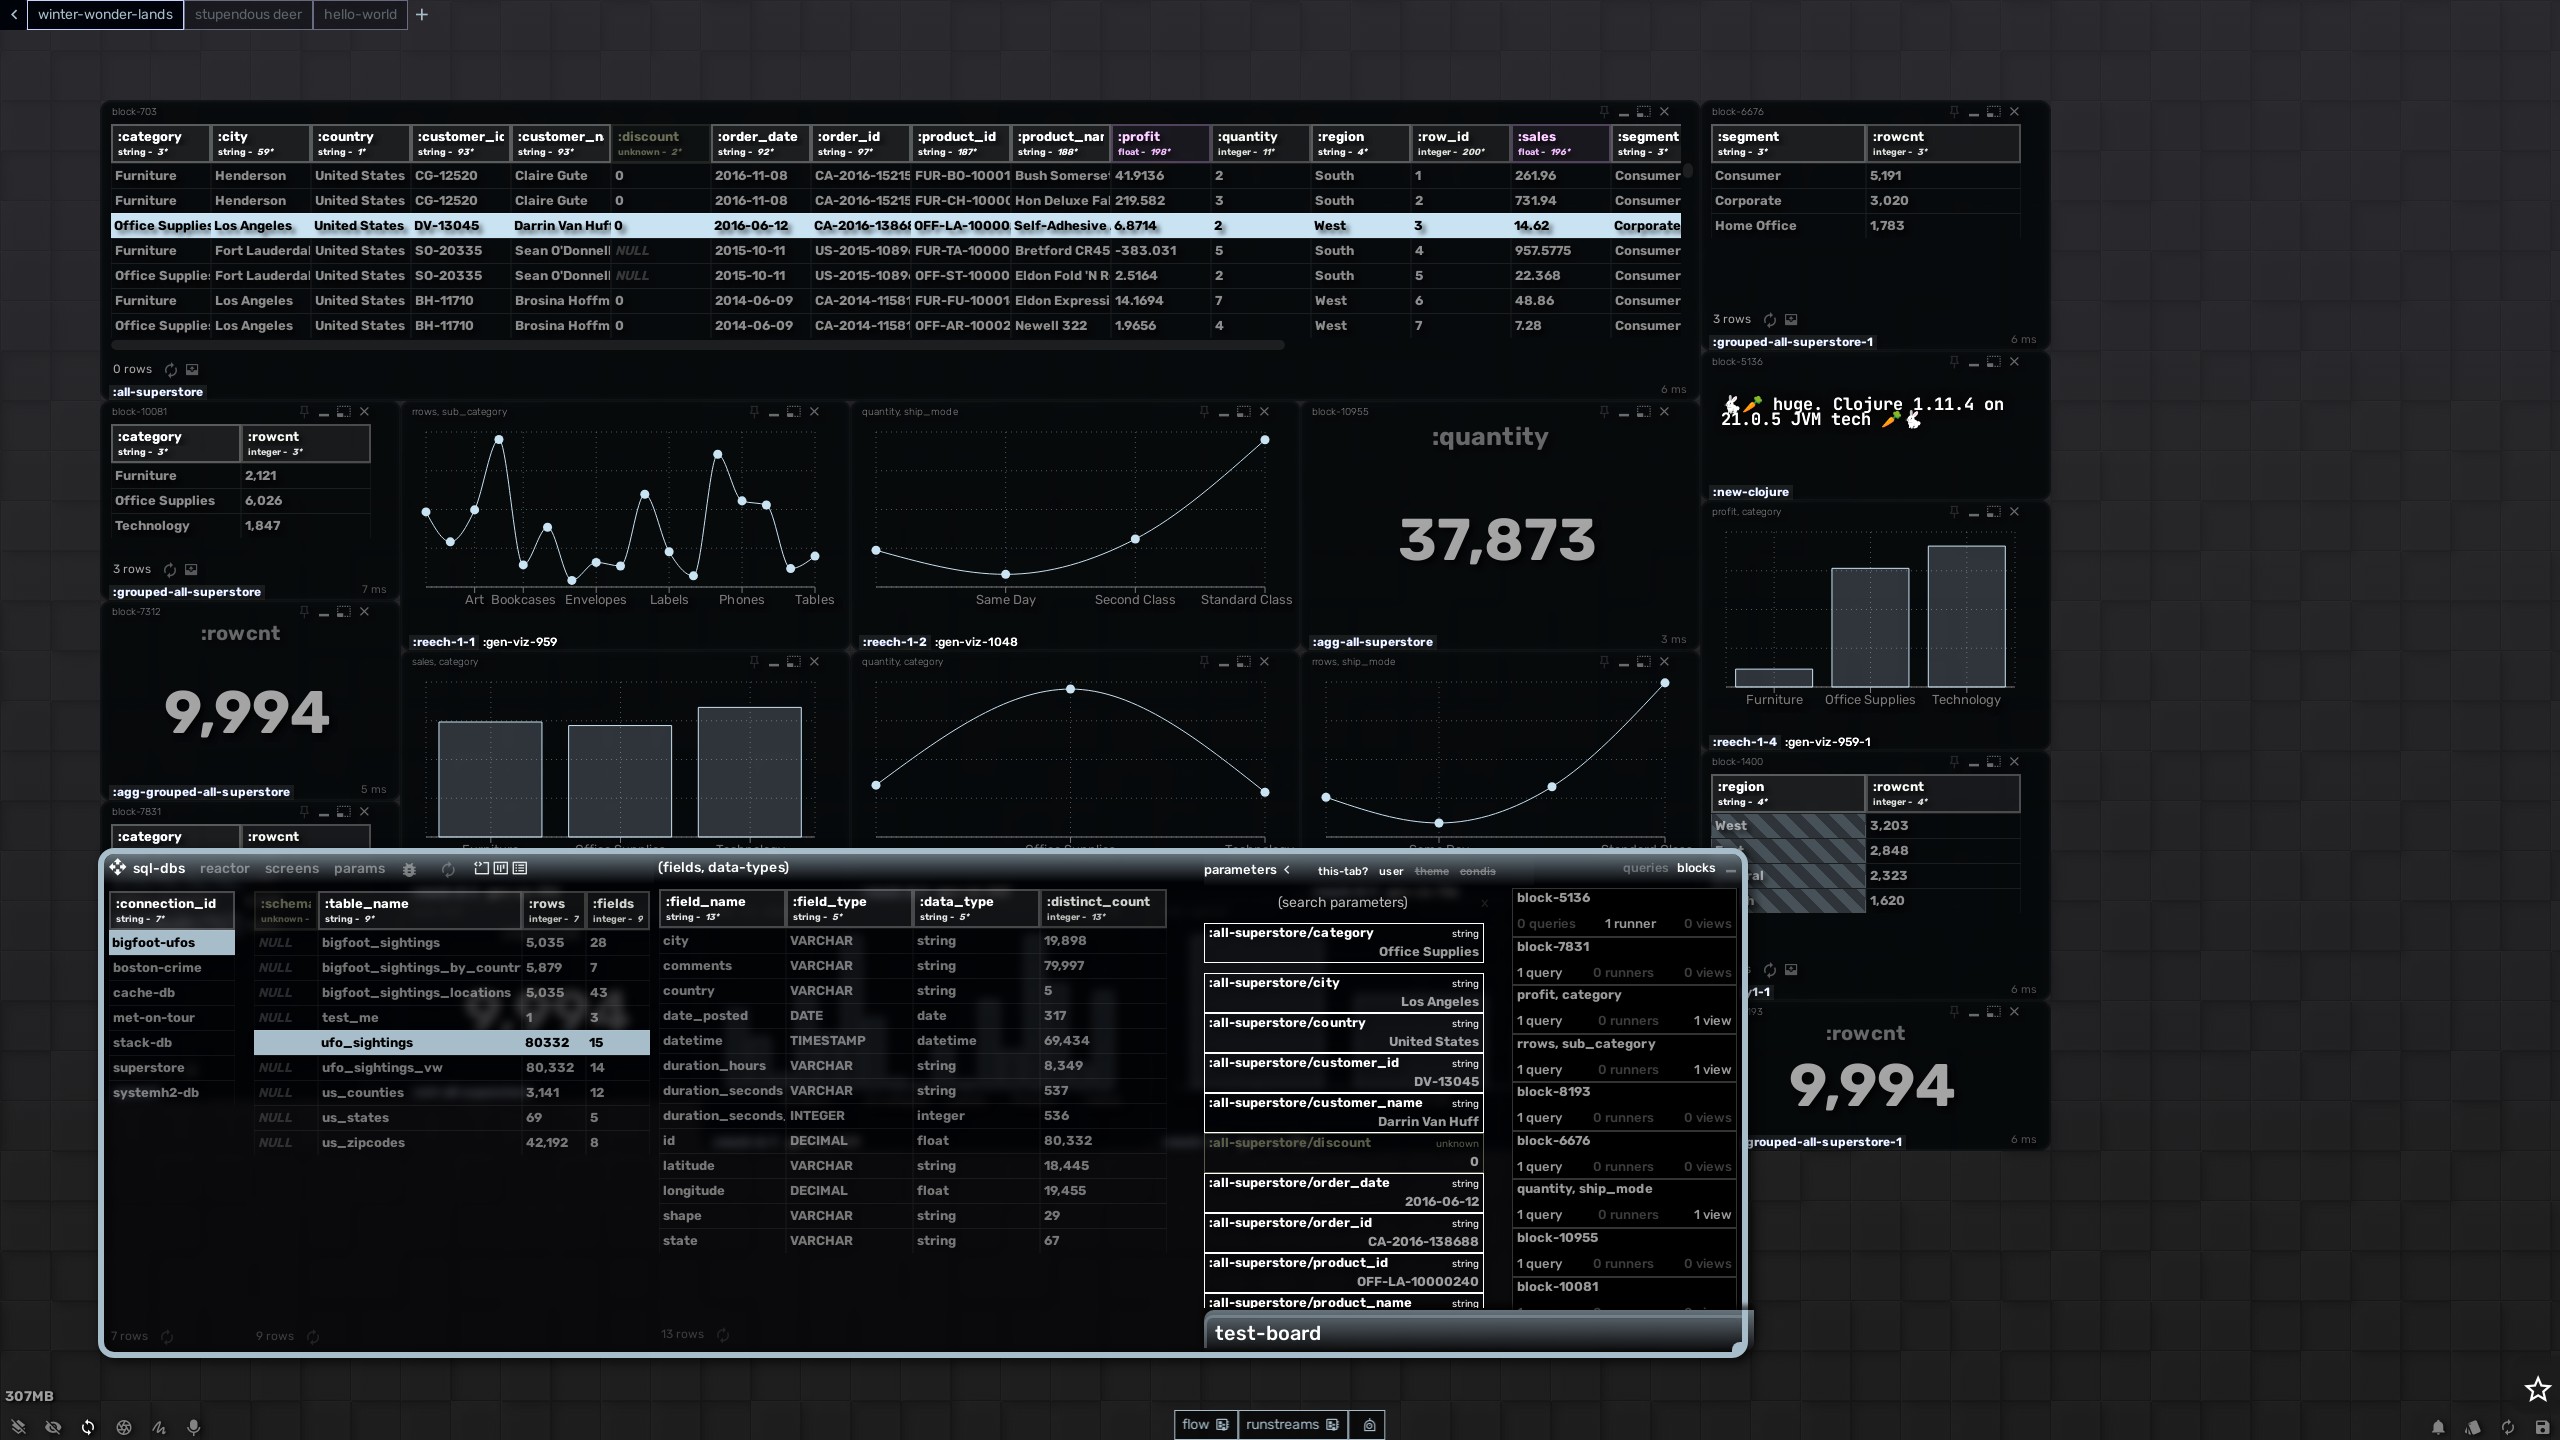 winter-wonder-lands stupendous deer hello-world +
block-703
:category :city :country :customer_id :customer_n :discount :order_date :order_id :product_id :product_nar :profit :quantity :region :row_id :sales :segment
string - 3* string - 59* string - 1* string - 93* string - 93* unknown - 2* string - 92* string - 97* string - 187* string - 188* float - 198* integer - 11* string - 4* integer - 200* float - 196* string - 3*
Furniture Henderson United States CG-12520 Claire Gute 0 2016-11-08 CA-2016-15215 FUR-BO-10001 Bush Somerset 41.9136 2 South 1 261.96 Consumer
Furniture Henderson United States CG-12520 Claire Gute 0 2016-11-08 CA-2016-15215 FUR-CH-1000 Hon Deluxe Fa 219.582 3 South 2 731.94 Consumer
Office Supplies Los Angeles United States DV-13045 Darrin Van Huff 0 2016-06-12 CA-2016-13868 OFF-LA-10000 Self-Adhesive 6.8714 2 West 3 14.62 Corporate
Furniture Fort Lauderdal United States SO-20335 Sean O'Donnell NULL 2015-10-11 US-2015-1089 FUR-TA-10000 Bretford CR45 -383.031 5 South 4 957.5775 Consumer
Office Supplies Fort Lauderdal United States SO-20335 Sean O'Donnell NULL 2015-10-11 US-2015-1089 OFF-ST-10000 Eldon Fold 'N R 2.5164 2 South 5 22.368 Consumer
Furniture Los Angeles United States BH-11710 Brosina Hoffm 0 2014-06-09 CA-2014-11581 FUR-FU-10001 Eldon Expressi 14.1694 7 West 6 48.86 Consumer
Office Supplies Los Angeles United States BH-11710 Brosina Hoffm 0 2014-06-09 CA-2014-11581 OFF-AR-10002 Newell 322 1.9656 4 West 7 7.28 Consumer
0 rows
:all-superstore 6 ms
block-6676
:segment :rowcnt
string - 3* integer - 3*
Consumer 5,191
Corporate 3,020
Home Office 1,783
3 rows
:grouped-all-superstore-1 6 ms
block-5136
🐇🥕 huge. Clojure 1.11.4 on
21.0.5 JVM tech 🥕🐇
:new-clojure
block-10081
:category :rowcnt
string - 3* integer - 3*
Furniture 2,121
Office Supplies 6,026
Technology 1,847
3 rows
:grouped-all-superstore 7 ms
rrows, sub_category
Art Bookcases Envelopes Labels Phones Tables
:reech-1-1 :gen-viz-959
quantity, ship_mode
Same Day Second Class Standard Class
:reech-1-2 :gen-viz-1048
block-10955
:quantity
37,873
:agg-all-superstore 3 ms
profit, category
Furniture Office Supplies Technology
:reech-1-4 :gen-viz-959-1
block-7312
:rowcnt
9,994
:agg-grouped-all-superstore 5 ms
sales, category
Furniture Office Supplies Technology
quantity, category
Office Supplies Technology
rrows, ship_mode
Same Day Standard Class
block-1400
:region :rowcnt
string - 4* integer - 4*
West 3,203
2,848
ral 2,323
1,620
y1-1 6 ms
block-7831
:category :rowcnt
:rowcnt
9,994
grouped-all-superstore-1 6 ms
sql-dbs reactor screens params
:connection_id
string - 7*
bigfoot-ufos
boston-crime
cache-db
met-on-tour
stack-db
superstore
systemh2-db
7 rows
:schema :table_name :rows :fields
unknown - string - 9* integer - 7 integer - 9
NULL bigfoot_sightings 5,035 28
NULL bigfoot_sightings_by_countr 5,879 7
NULL bigfoot_sightings_locations 5,035 43
NULL test_me 1 3
ufo_sightings 80332 15
NULL ufo_sightings_vw 80,332 14
NULL us_counties 3,141 12
NULL us_states 69 5
NULL us_zipcodes 42,192 8
9 rows
(fields, data-types)
:field_name :field_type :data_type :distinct_count
string - 13* string - 5* string - 5* integer - 13*
city VARCHAR string 19,898
comments VARCHAR string 79,997
country VARCHAR string 5
date_posted DATE date 317
datetime TIMESTAMP datetime 69,434
duration_hours VARCHAR string 8,349
duration_seconds VARCHAR string 537
duration_seconds_ INTEGER integer 536
id DECIMAL float 80,332
latitude VARCHAR string 18,445
longitude DECIMAL float 19,455
shape VARCHAR string 29
state VARCHAR string 67
13 rows
parameters this-tab? user theme condis
(search parameters) x
:all-superstore/category string
Office Supplies
:all-superstore/city string
Los Angeles
:all-superstore/country string
United States
:all-superstore/customer_id string
DV-13045
:all-superstore/customer_name string
Darrin Van Huff
:all-superstore/discount unknown
0
:all-superstore/order_date string
2016-06-12
:all-superstore/order_id string
CA-2016-138688
:all-superstore/product_id string
OFF-LA-10000240
:all-superstore/product_name string
queries blocks
block-5136
0 queries 1 runner 0 views
block-7831
1 query 0 runners 0 views
profit, category
1 query 0 runners 1 view
rrows, sub_category
1 query 0 runners 1 view
block-8193
1 query 0 runners 0 views
block-6676
1 query 0 runners 0 views
quantity, ship_mode
1 query 0 runners 1 view
block-10955
1 query 0 runners 0 views
block-10081
test-board
307MB
flow runstreams